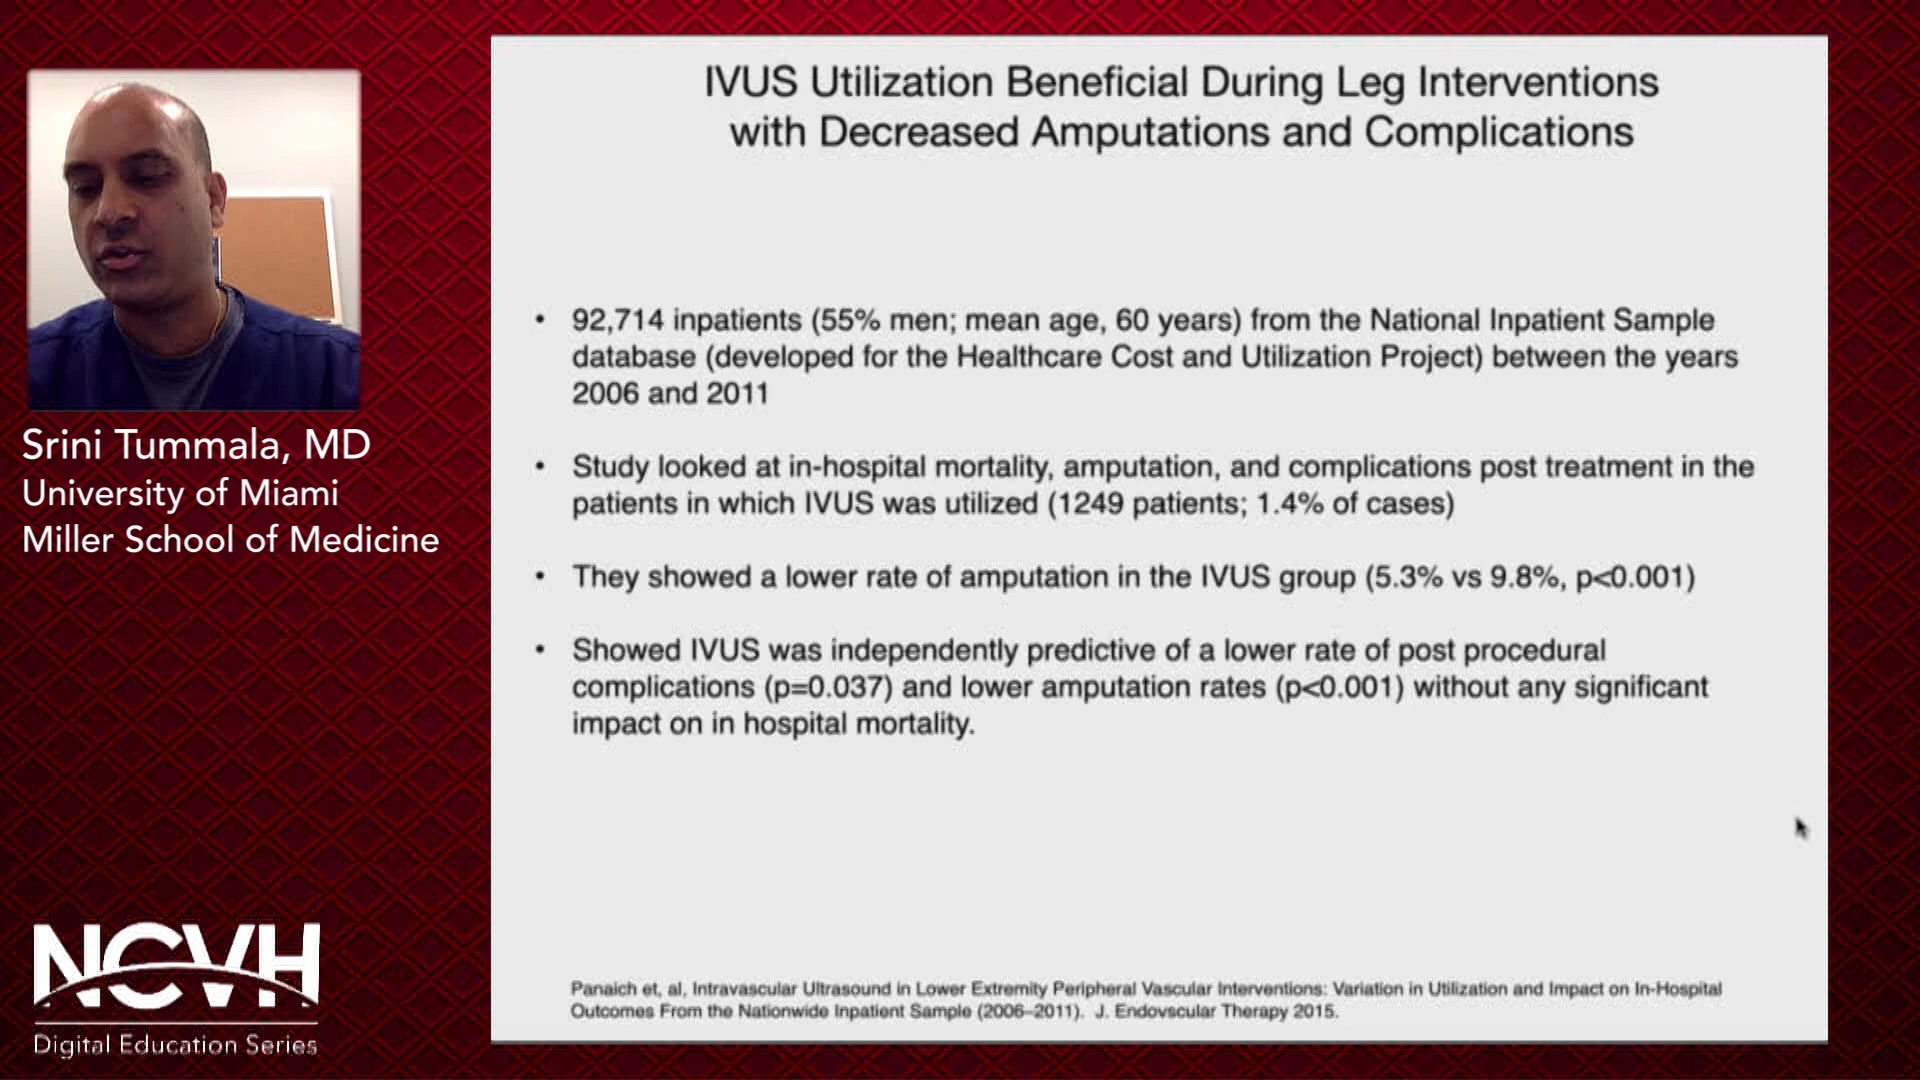 IVUS Utilization Beneficial During Leg Interventions
with Decreased Amputations and Complications
• 92,714 inpatients (55% men; mean age, 60 years) from the National Inpatient Sample
database (developed for the Healthcare Cost and Utilization Project) between the years
2006 and 2011
• Study looked at in-hospital mortality, amputation, and complications post treatment in the
patients in which IVUS was utilized (1249 patients; 1.4% of cases)
• They showed a lower rate of amputation in the IVUS group (5.3% vs 9.8%, p<0.001)
• Showed IVUS was independently predictive of a lower rate of post procedural
complications (p=0.037) and lower amputation rates (p<0.001) without any significant
impact on in hospital mortality.
Panaich et, al, Intravascular Ultrasound in Lower Extremity Peripheral Vascular Interventions: Variation in Utilization and Impact on In-Hospital
Outcomes From the Nationwide Inpatient Sample (2006–2011). J. Endovscular Therapy 2015.
Srini Tummala, MD
University of Miami
Miller School of Medicine
NCVH
Digital Education Series